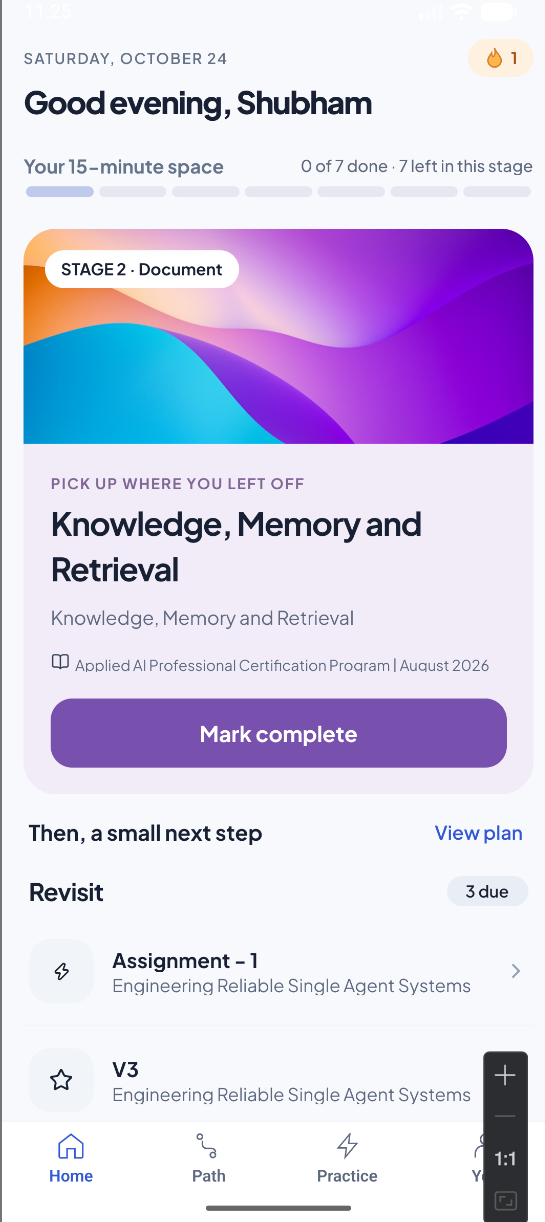 11:25
SATURDAY, OCTOBER 24
1
Good evening, Shubham
Your 15-minute space
0 of 7 done · 7 left in this stage
STAGE 2 · Document
PICK UP WHERE YOU LEFT OFF
Knowledge, Memory and
Retrieval
Knowledge, Memory and Retrieval
Applied AI Professional Certification Program | August 2026
Mark complete
Then, a small next step
View plan
Revisit
3 due
Assignment - 1
Engineering Reliable Single Agent Systems
V3
Engineering Reliable Single Agent Systems
1:1
Home
Path
Practice